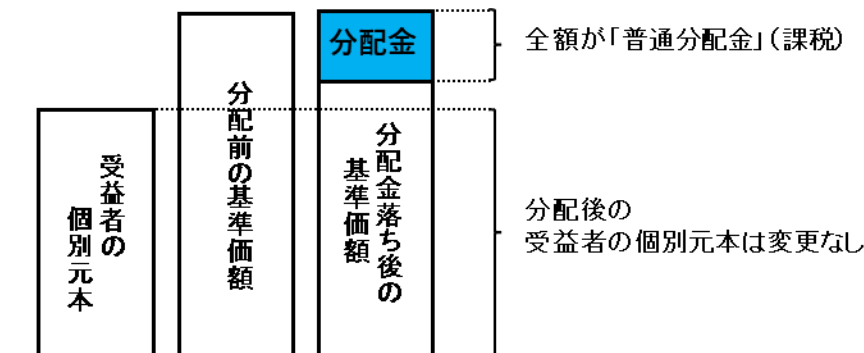 分配金
全額が「普通分配金」（課税）
受益者の
個別元本
分配前の基準価額
分配金落ち後の
基準価額
分配後の
受益者の個別元本は変更なし